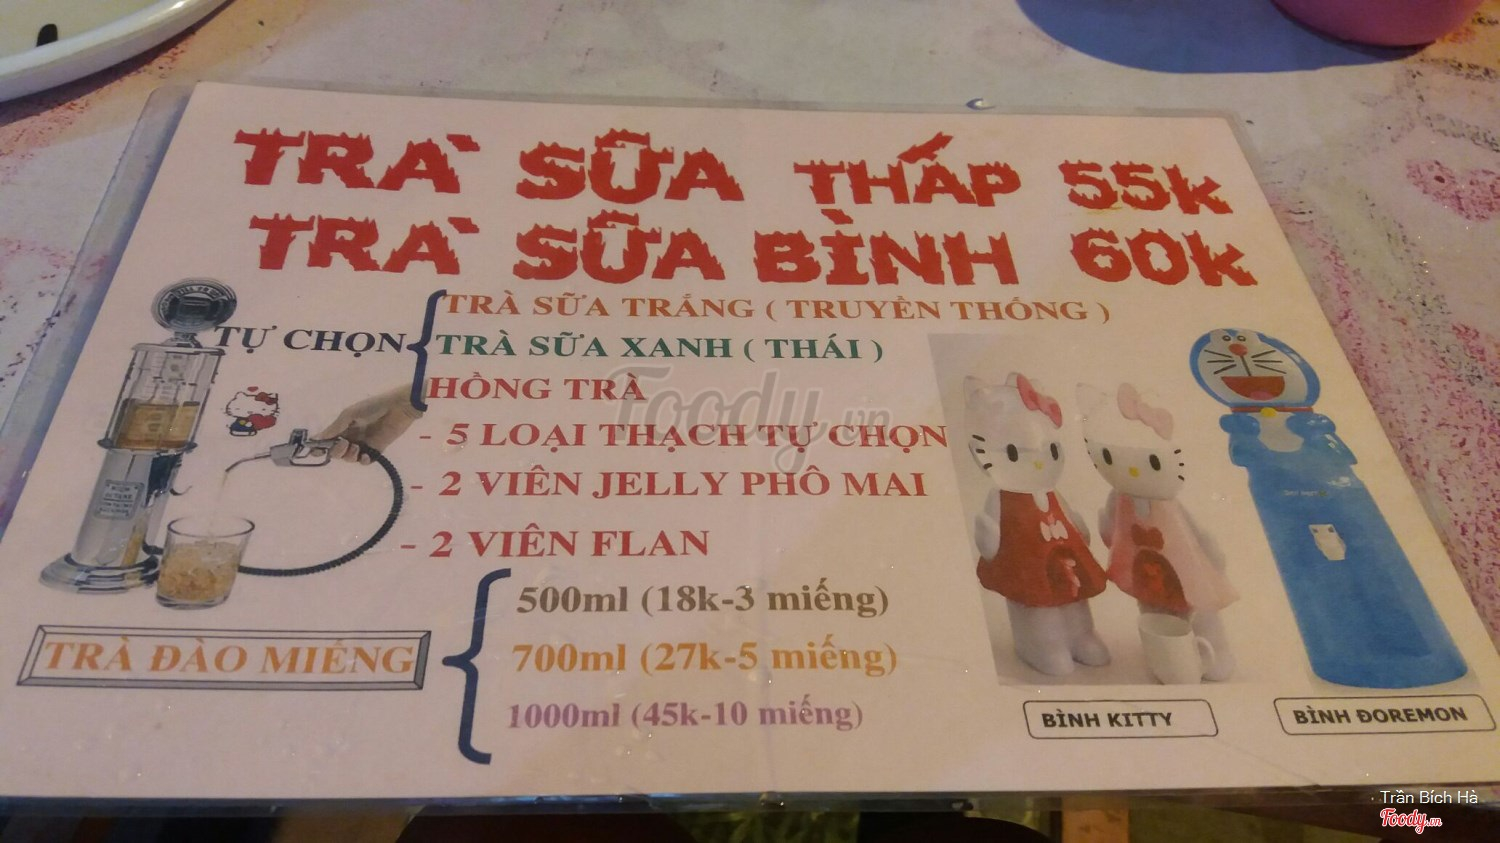 TRÀ SỮA THÁP 55k
TRÀ SỮA BÌNH 60k
TỰ CHỌN
TRÀ SỮA TRẮNG ( TRUYỀN THỐNG )
TRÀ SỮA XANH ( THÁI )
HỒNG TRÀ
- 5 LOẠI THẠCH TỰ CHỌN
- 2 VIÊN JELLY PHÔ MAI
- 2 VIÊN FLAN
TRÀ ĐÀO MIẾNG
500ml (18k-3 miếng)
700ml (27k-5 miếng)
1000ml (45k-10 miếng)
BÌNH KITTY
BÌNH ĐOREMON
Foody.vn
Trần Bích Hà
Foody.vn